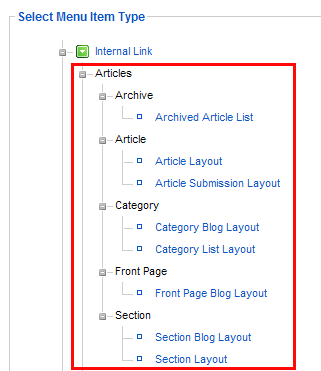 Select Menu Item Type
Internal Link
Articles
Archive
Archived Article List
Article
Article Layout
Article Submission Layout
Category
Category Blog Layout
Category List Layout
Front Page
Front Page Blog Layout
Section
Section Blog Layout
Section Layout